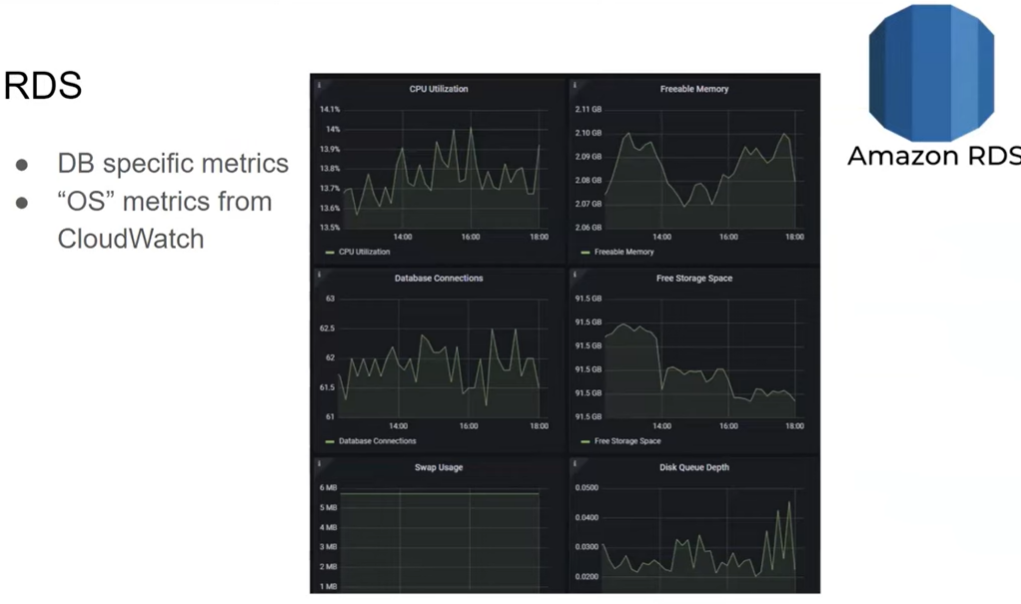 RDS
● DB specific metrics
● “OS” metrics from
CloudWatch
Amazon RDS
CPU Utilization
14.1%
14%
13.9%
13.8%
13.7%
13.6%
13.5%
14:00 16:00 18:00
CPU Utilization
Freeable Memory
2.11 GB
2.10 GB
2.09 GB
2.08 GB
2.07 GB
2.06 GB
14:00 16:00 18:00
Freeable Memory
Database Connections
63
62.5
62
61.5
61
14:00 16:00 18:00
Database Connections
Free Storage Space
91.5 GB
91.5 GB
91.5 GB
91.5 GB
91.5 GB
91.5 GB
14:00 16:00 18:00
Free Storage Space
Swap Usage
6 MB
5 MB
4 MB
3 MB
2 MB
1 MB
Disk Queue Depth
0.0500
0.0400
0.0300
0.0200